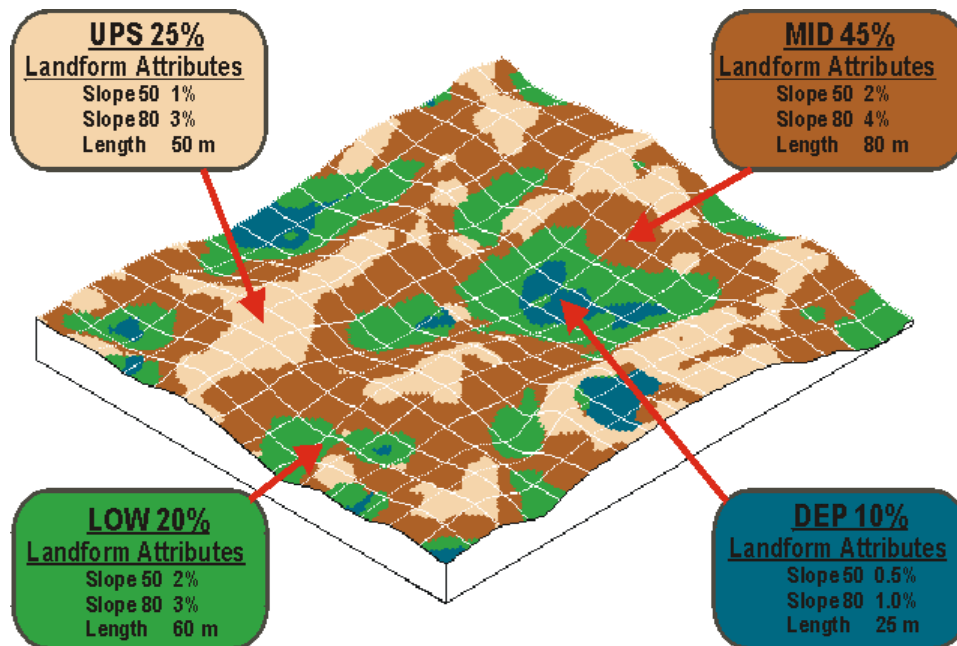 UPS 25%
Landform Attributes
Slope 50 1%
Slope 80 3%
Length 50 m
MID 45%
Landform Attributes
Slope 50 2%
Slope 80 4%
Length 80 m
LOW 20%
Landform Attributes
Slope 50 2%
Slope 80 3%
Length 60 m
DEP 10%
Landform Attributes
Slope 50 0.5%
Slope 80 1.0%
Length 25 m